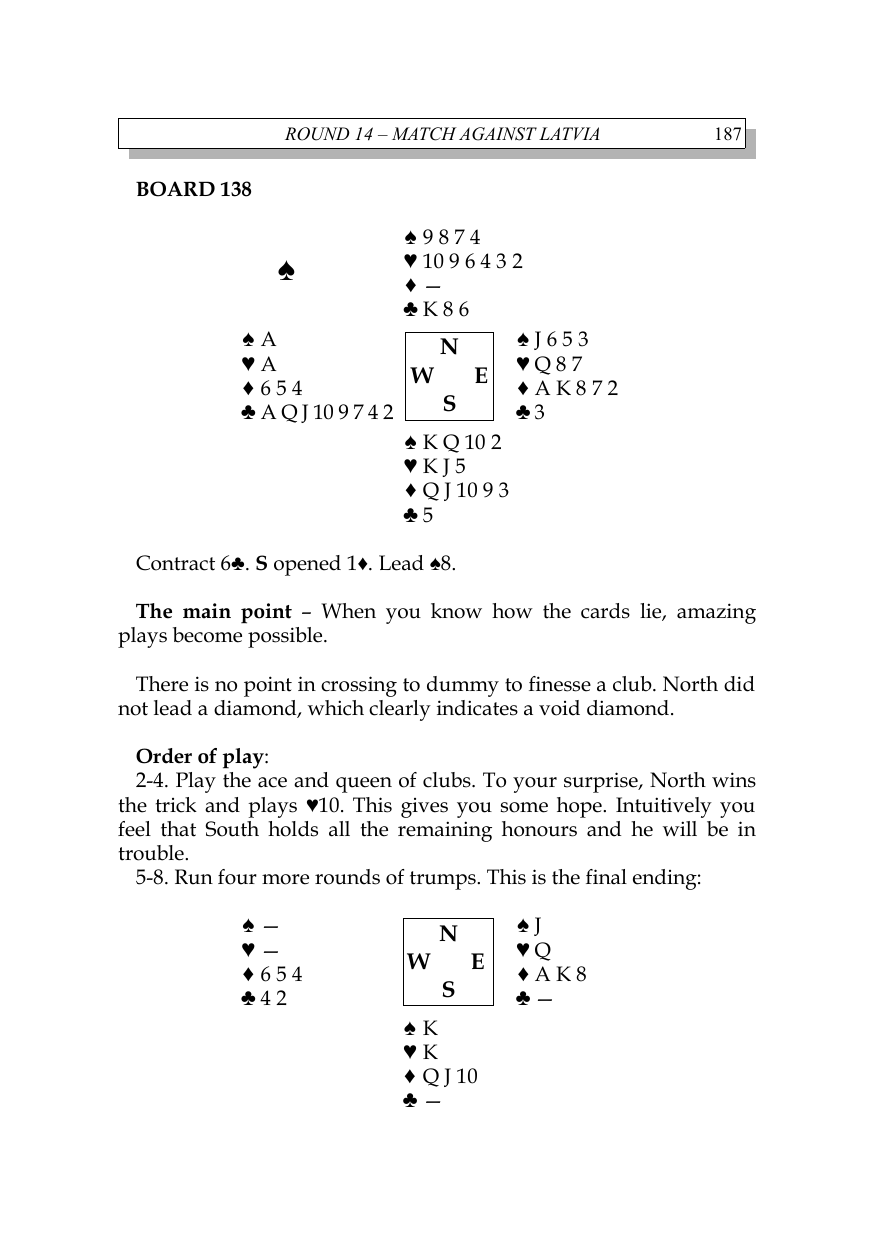 ROUND 14 – MATCH AGAINST LATVIA 187
BOARD 138
♠ 9 8 7 4
♠
♥ 10 9 6 4 3 2
♦ —
♣ K 8 6
♠ A
♥ A
♦ 6 5 4
♣ A Q J 10 9 7 4 2
N
W E
S
♠ J 6 5 3
♥ Q 8 7
♦ A K 8 7 2
♣ 3
♠ K Q 10 2
♥ K J 5
♦ Q J 10 9 3
♣ 5
Contract 6♣. S opened 1♦. Lead ♠8.
The main point – When you know how the cards lie, amazing
plays become possible.
There is no point in crossing to dummy to finesse a club. North did
not lead a diamond, which clearly indicates a void diamond.
Order of play:
2-4. Play the ace and queen of clubs. To your surprise, North wins
the trick and plays ♥10. This gives you some hope. Intuitively you
feel that South holds all the remaining honours and he will be in
trouble.
5-8. Run four more rounds of trumps. This is the final ending:
♠ —
♥ —
♦ 6 5 4
♣ 4 2
N
W E
S
♠ J
♥ Q
♦ A K 8
♣ —
♠ K
♥ K
♦ Q J 10
♣ —